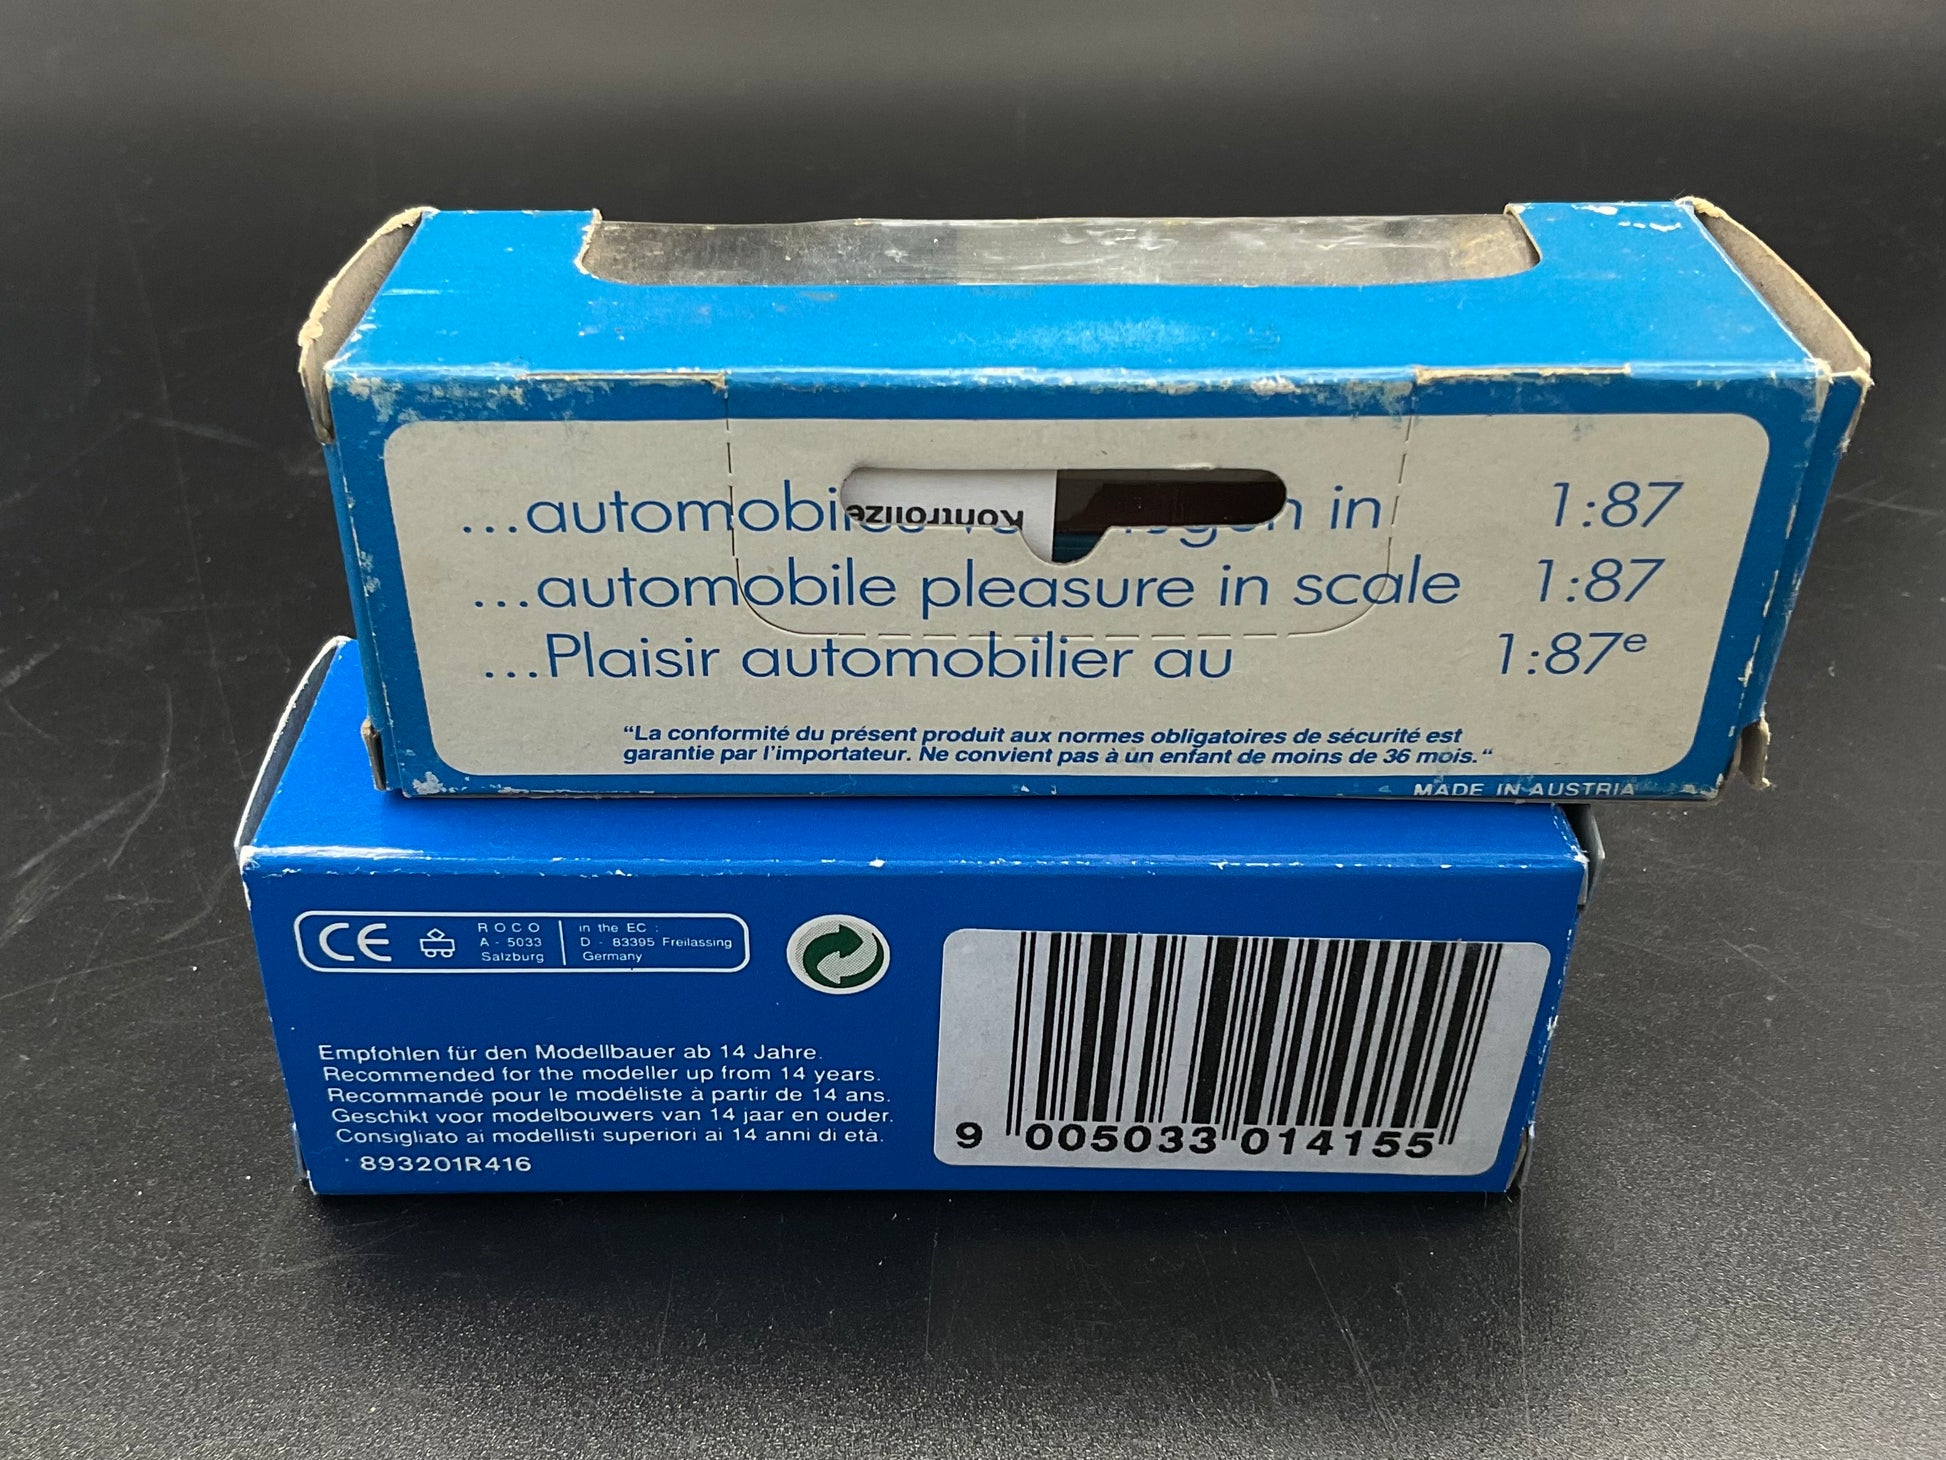 ...automobi in 1:87
...automobile pleasure in scale 1:87
...Plaisir automobilier au 1:87e
“La conformité du présent produit aux normes obligatoires de sécurité est
garantie par l'importateur. Ne convient pas à un enfant de moins de 36 mois.“
MADE IN AUSTRIA
CE
ROCO
A - 5033
Salzburg
in the EC :
D - 83395 Freilassing
Germany
Empfohlen für den Modellbauer ab 14 Jahre.
Recommended for the modeller up from 14 years.
Recommandé pour le modéliste à partir de 14 ans.
Geschikt voor modelbouwers van 14 jaar en ouder.
Consigliato ai modellisti superiori ai 14 anni di età.
893201R416
9 005033 014155